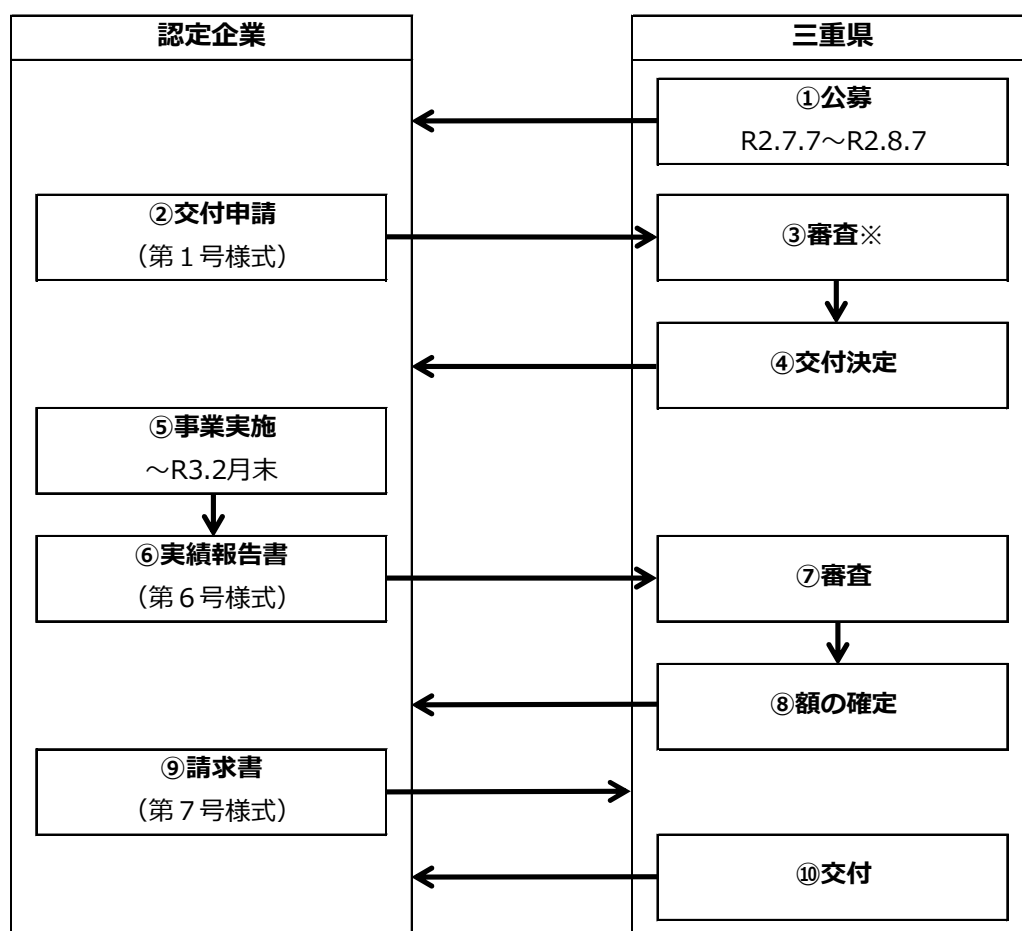 認定企業
三重県
①公募
R2.7.7～R2.8.7
②交付申請
（第１号様式）
③審査※
④交付決定
⑤事業実施
～R3.2月末
⑥実績報告書
（第６号様式）
⑦審査
⑧額の確定
⑨請求書
（第７号様式）
⑩交付